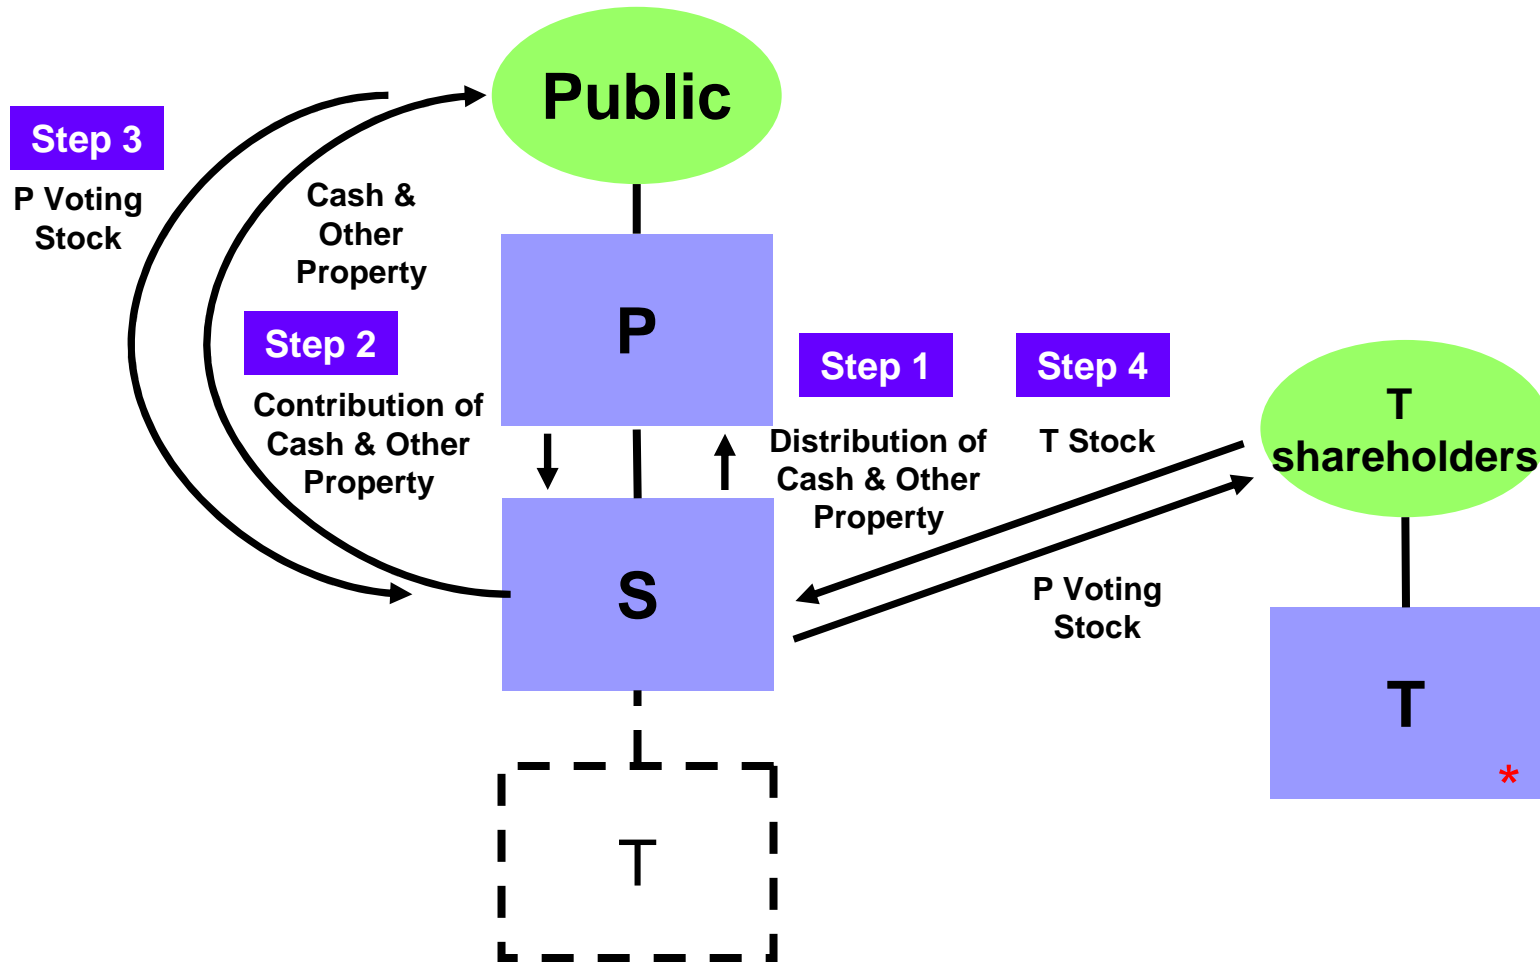 Public
Step 3
P Voting
Stock
Cash &
Other
Property
P
Step 2
Contribution of
Cash & Other
Property
Step 1
Distribution of
Cash & Other
Property
Step 4
T Stock
T
shareholders
S
P Voting
Stock
T
*
T